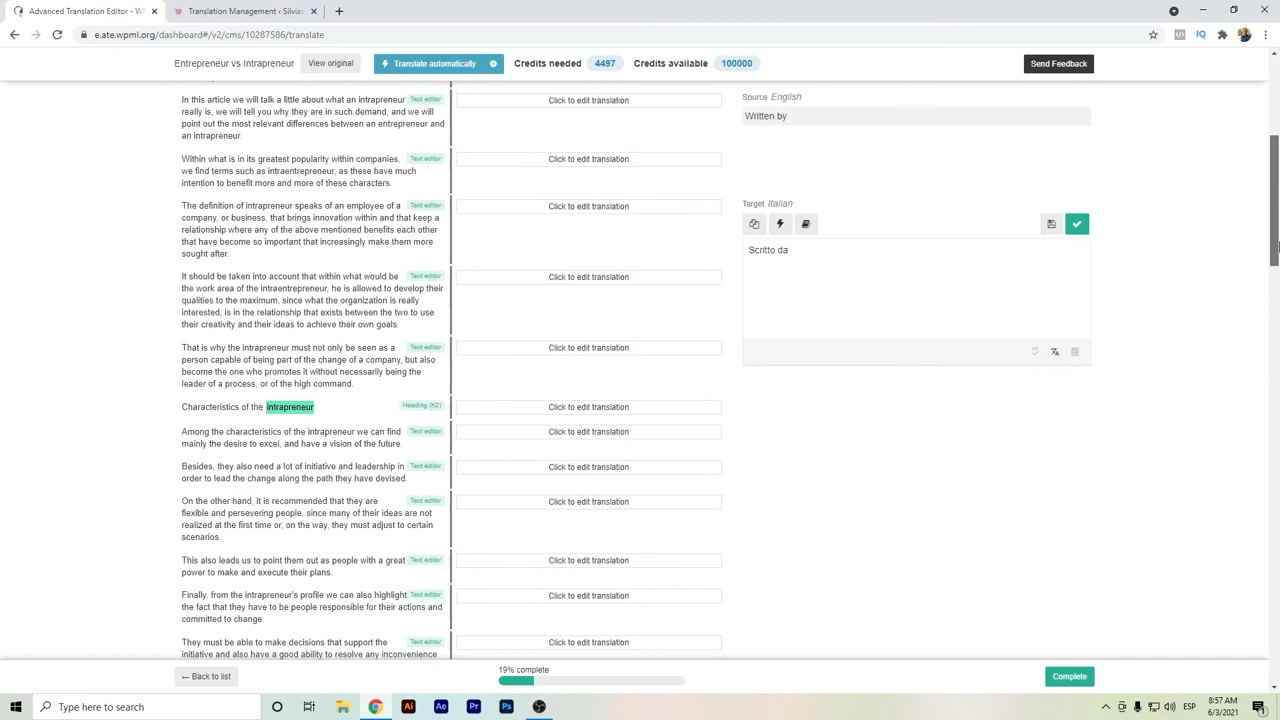 Advanced Translation Editor - W
Translation Management ‹ Silvias
e.ate.wpml.org/dashboard#/v2/cms/10287586/translate
Entrepreneur vs Intrapreneur
View original
Translate automatically
Credits needed 4497
Credits available 100000
Send Feedback
In this article we will talk a little about what an intrapreneur
really is, we will tell you why they are in such demand, and we will
point out the most relevant differences between an entrepreneur and
an intrapreneur.
Text editor
Click to edit translation
Within what is in its greatest popularity within companies,
we find terms such as intraentrepreneur, as these have much
intention to benefit more and more of these characters.
Text editor
Click to edit translation
The definition of intrapreneur speaks of an employee of a
company, or business, that brings innovation within and that keep a
relationship where any of the above mentioned benefits each other
that have become so important that increasingly make them more
sought after.
Text editor
Click to edit translation
It should be taken into account that within what would be
the work area of the intraentrepreneur, he is allowed to develop their
qualities to the maximum, since what the organization is really
interested, is in the relationship that exists between the two to use
their creativity and their ideas to achieve their own goals.
Text editor
Click to edit translation
That is why the intrapreneur must not only be seen as a
person capable of being part of the change of a company, but also
become the one who promotes it without necessarily being the
leader of a process, or of the high command.
Text editor
Click to edit translation
Characteristics of the intrapreneur
Heading (h2)
Click to edit translation
Among the characteristics of the intrapreneur we can find
mainly the desire to excel, and have a vision of the future.
Text editor
Click to edit translation
Besides, they also need a lot of initiative and leadership in
order to lead the change along the path they have devised.
Text editor
Click to edit translation
On the other hand, it is recommended that they are
flexible and persevering people, since many of their ideas are not
realized at the first time or, on the way, they must adjust to certain
scenarios.
Text editor
Click to edit translation
This also leads us to point them out as people with a great
power to make and execute their plans.
Text editor
Click to edit translation
Finally, from the intrapreneur's profile we can also highlight
the fact that they have to be people responsible for their actions and
committed to change.
Text editor
Click to edit translation
They must be able to make decisions that support the
initiative and also have a good ability to resolve any inconvenience
Text editor
Click to edit translation
Source English
Written by
Target Italian
Scritto da
← Back to list
19% complete
Complete
Type here to search
Ai
Ae
Pr
Ps
ESP
8:57 AM
6/3/2021